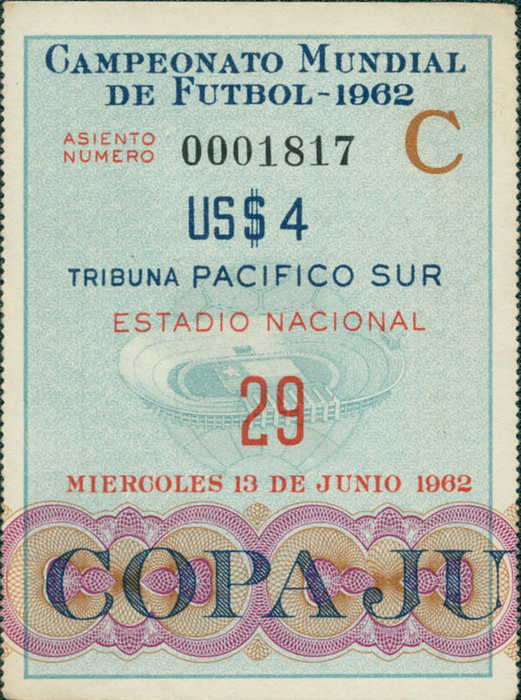 CAMPEONATO MUNDIAL
DE FUTBOL-1962
ASIENTO
NUMERO 0001817 C
US$ 4
TRIBUNA PACIFICO SUR
ESTADIO NACIONAL
29
MIERCOLES 13 DE JUNIO 1962
COPA JU